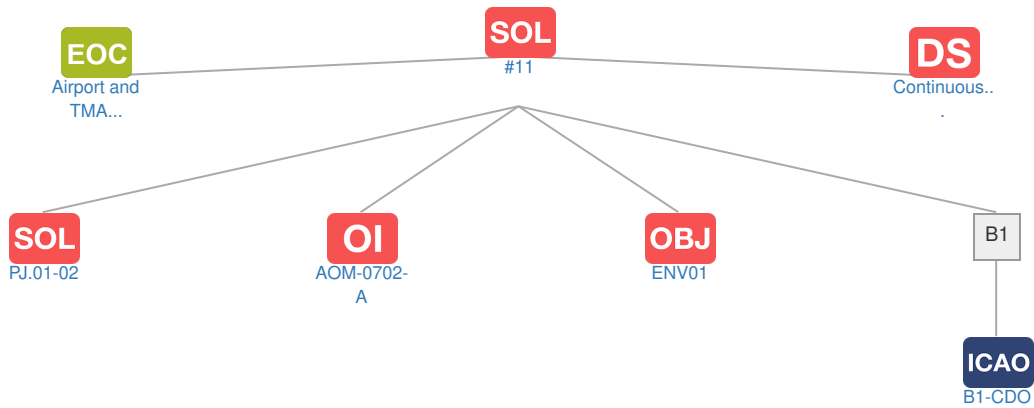 SOL
#11
EOC
Airport and
TMA...
DS
Continuous..
.
SOL
PJ.01-02
OI
AOM-0702-
A
OBJ
ENV01
B1
ICAO
B1-CDO